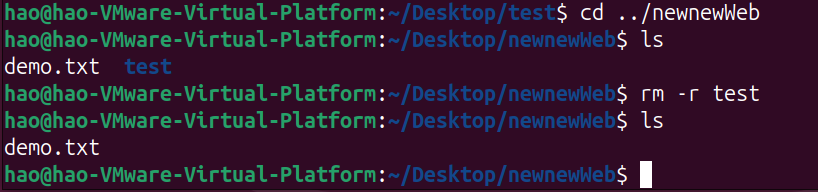 hao@hao-VMware-Virtual-Platform:~/Desktop/test$ cd ../newnewWeb
hao@hao-VMware-Virtual-Platform:~/Desktop/newnewWeb$ ls
demo.txt  test
hao@hao-VMware-Virtual-Platform:~/Desktop/newnewWeb$ rm -r test
hao@hao-VMware-Virtual-Platform:~/Desktop/newnewWeb$ ls
demo.txt
hao@hao-VMware-Virtual-Platform:~/Desktop/newnewWeb$